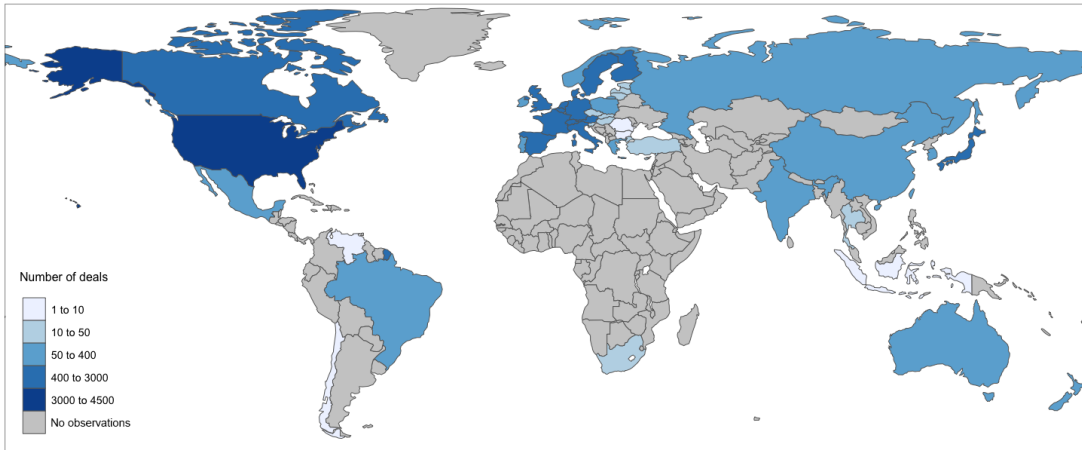 Number of deals
1 to 10
10 to 50
50 to 400
400 to 3000
3000 to 4500
No observations